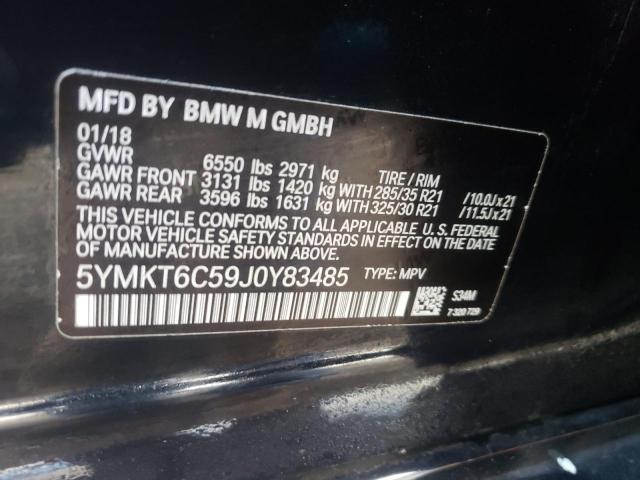 MFD BY BMW M GMBH
01/18
GVWR 6550 lbs 2971 kg TIRE / RIM
GAWR FRONT 3131 lbs 1420 kg WITH 285/35 R21 /10.0J x 21
GAWR REAR 3596 lbs 1631 kg WITH 325/30 R21 /11.5J x 21
THIS VEHICLE CONFORMS TO ALL APPLICABLE U. S. FEDERAL
MOTOR VEHICLE SAFETY STANDARDS IN EFFECT ON THE DATE
OF MANUFACTURE SHOWN ABOVE.
5YMKT6C59J0Y83485 TYPE: MPV
S34M
7 320 729